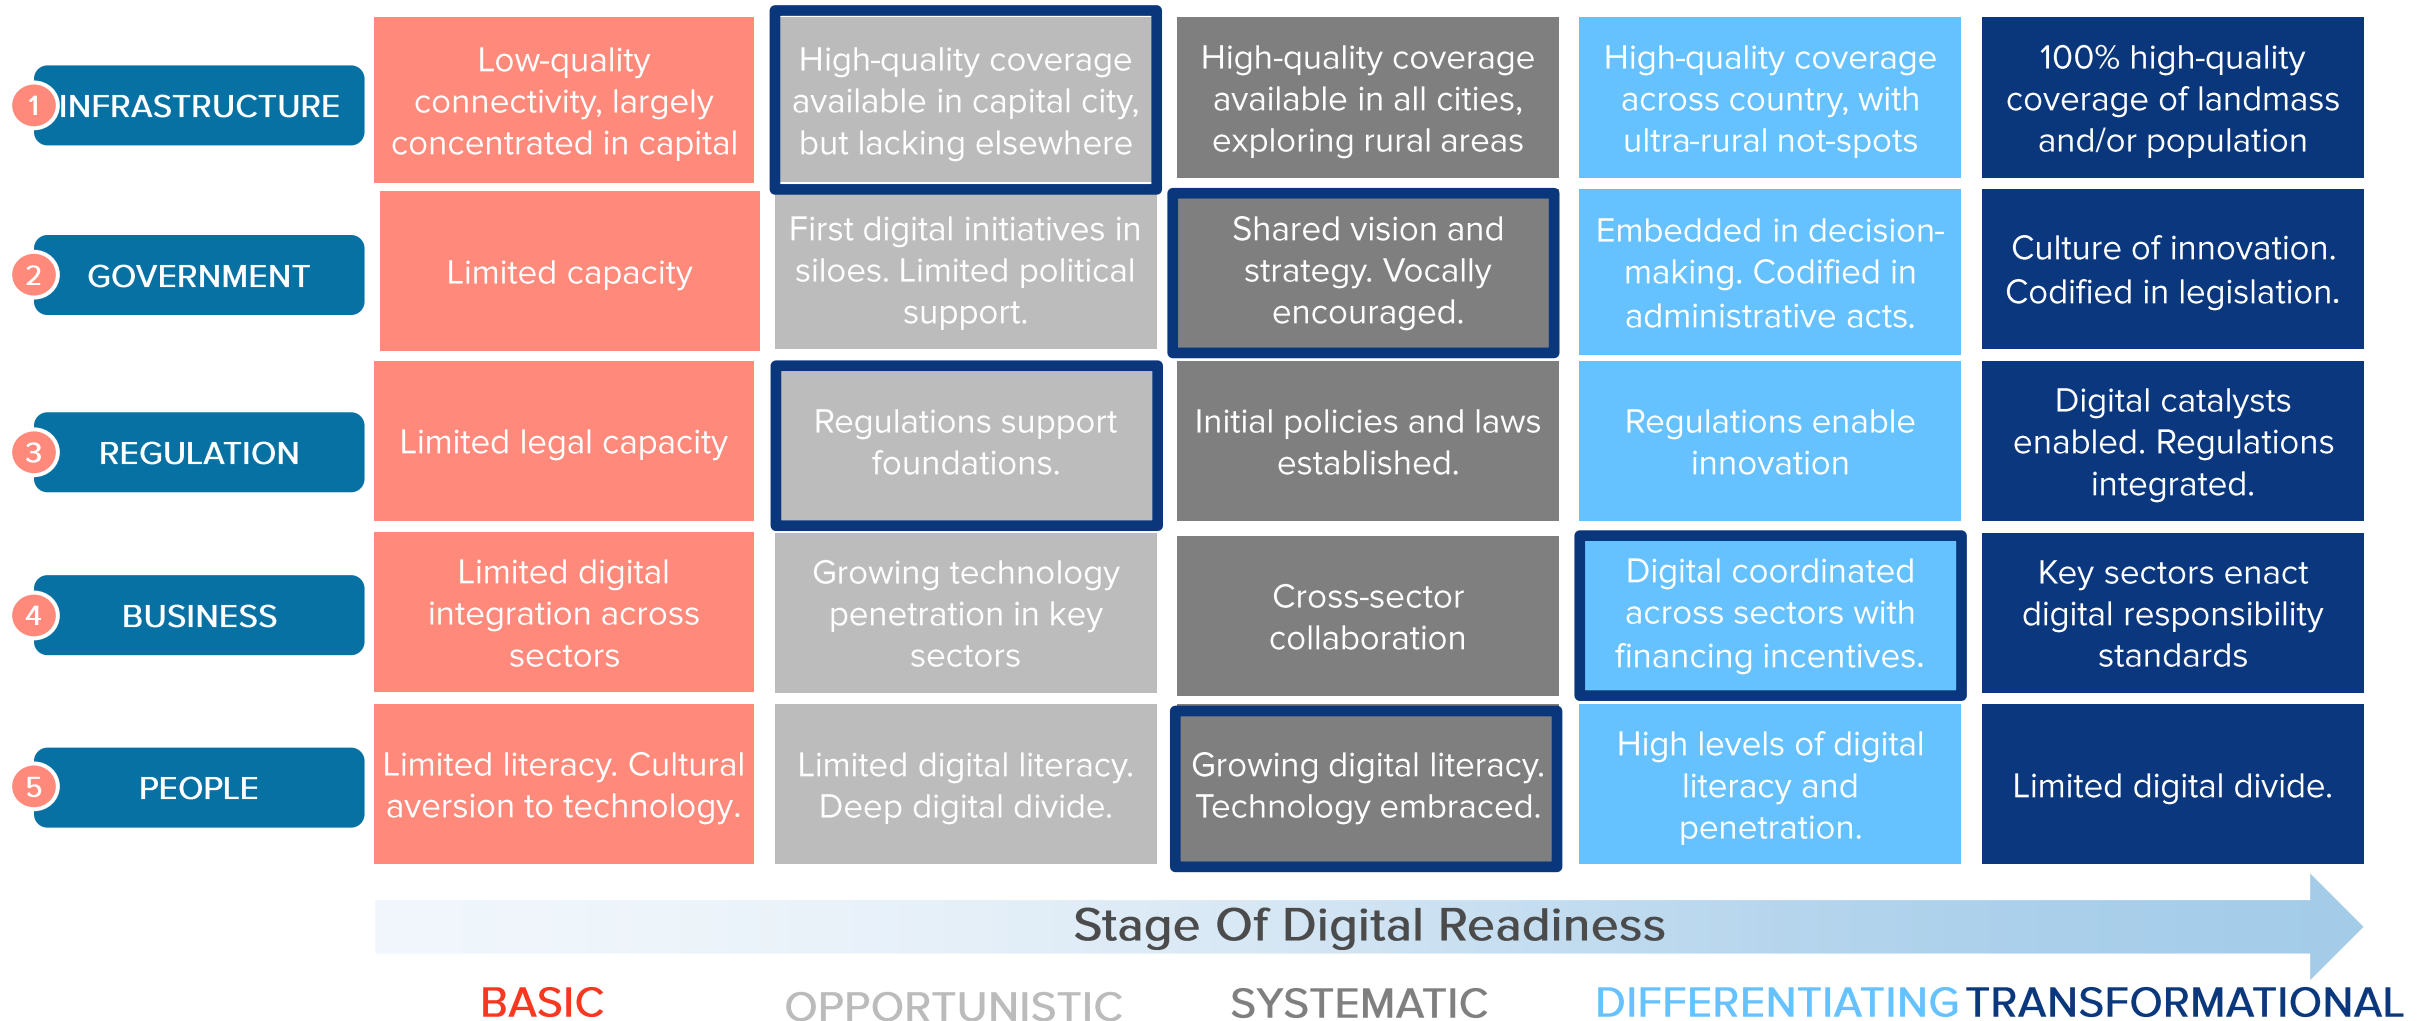 1
INFRASTRUCTURE
Low-quality
connectivity, largely
concentrated in capital
High-quality coverage
available in capital city,
but lacking elsewhere
High-quality coverage
available in all cities,
exploring rural areas
High-quality coverage
across country, with
ultra-rural not-spots
100% high-quality
coverage of landmass
and/or population
2
GOVERNMENT
Limited capacity
First digital initiatives in
siloes. Limited political
support.
Shared vision and
strategy. Vocally
encouraged.
Embedded in decision-
making. Codified in
administrative acts.
Culture of innovation.
Codified in legislation.
3
REGULATION
Limited legal capacity
Regulations support
foundations.
Initial policies and laws
established.
Regulations enable
innovation
Digital catalysts
enabled. Regulations
integrated.
4
BUSINESS
Limited digital
integration across
sectors
Growing technology
penetration in key
sectors
Cross-sector
collaboration
Digital coordinated
across sectors with
financing incentives.
Key sectors enact
digital responsibility
standards
5
PEOPLE
Limited literacy. Cultural
aversion to technology.
Limited digital literacy.
Deep digital divide.
Growing digital literacy.
Technology embraced.
High levels of digital
literacy and
penetration.
Limited digital divide.
Stage Of Digital Readiness
BASIC
OPPORTUNISTIC
SYSTEMATIC
DIFFERENTIATING
TRANSFORMATIONAL